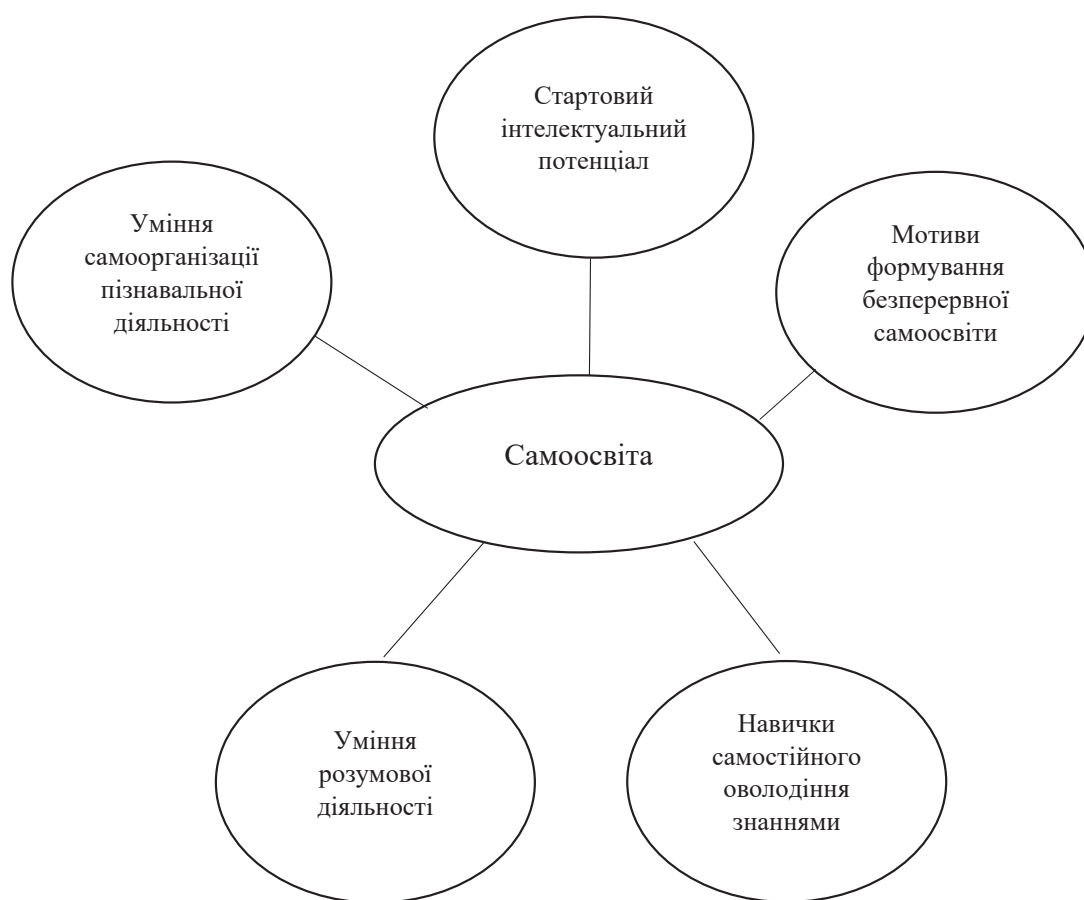 Стартовий
інтелектуальний
потенціал
Уміння
самоорганізації
пізнавальної
діяльності
Мотиви
формування
безперервної
самоосвіти
Самоосвіта
Уміння
розумової
діяльності
Навички
самостійного
оволодіння
знаннями